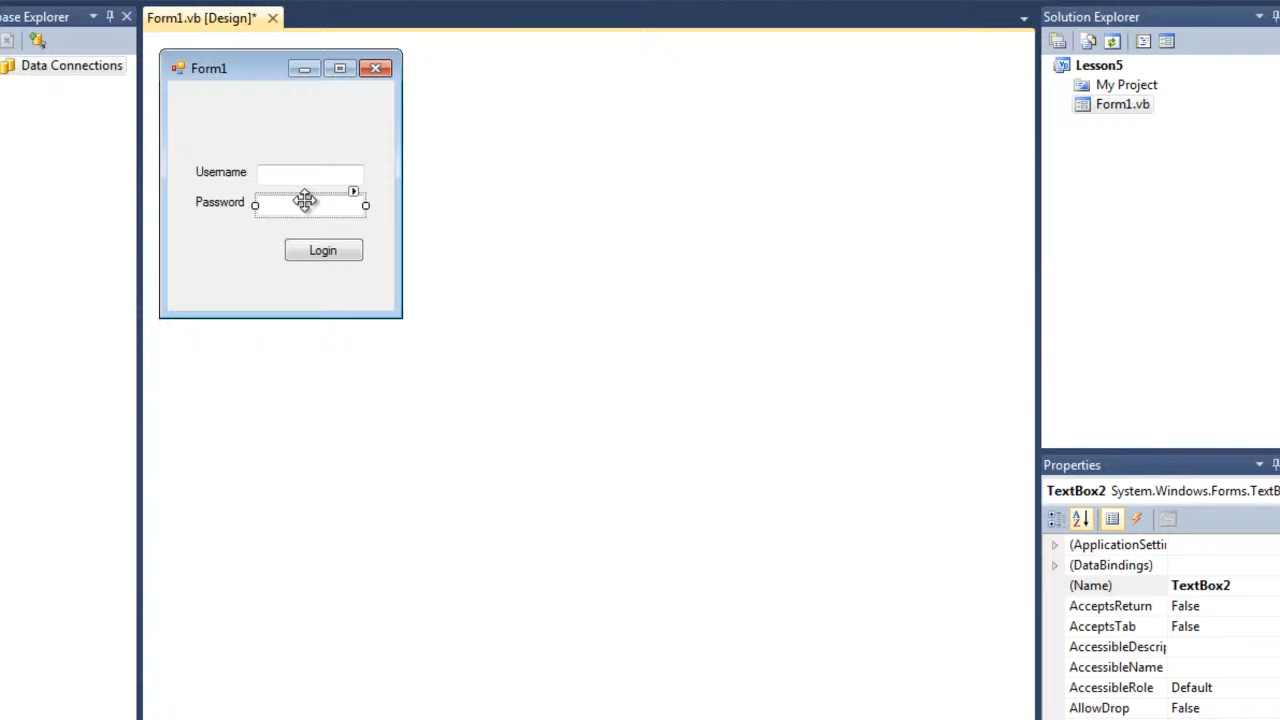 ase Explorer
Form1.vb [Design]*
Solution Explorer
Data Connections
Form1
Lesson5
My Project
Form1.vb
Username
Password
Login
Properties
TextBox2 System.Windows.Forms.TextB
(ApplicationSetti
(DataBindings)
(Name) TextBox2
AcceptsReturn False
AcceptsTab False
AccessibleDescrip
AccessibleName
AccessibleRole Default
AllowDrop False